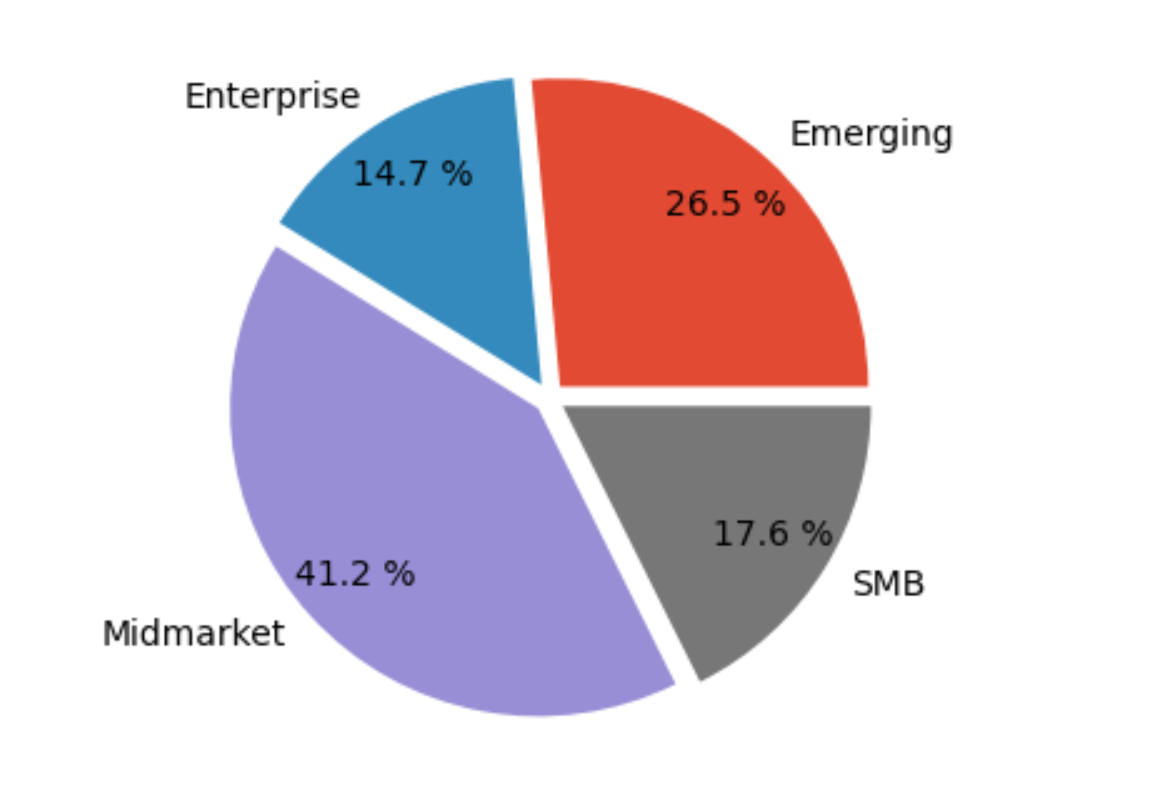 Enterprise
Emerging
14.7 %
26.5 %
17.6 %
41.2 %
SMB
Midmarket